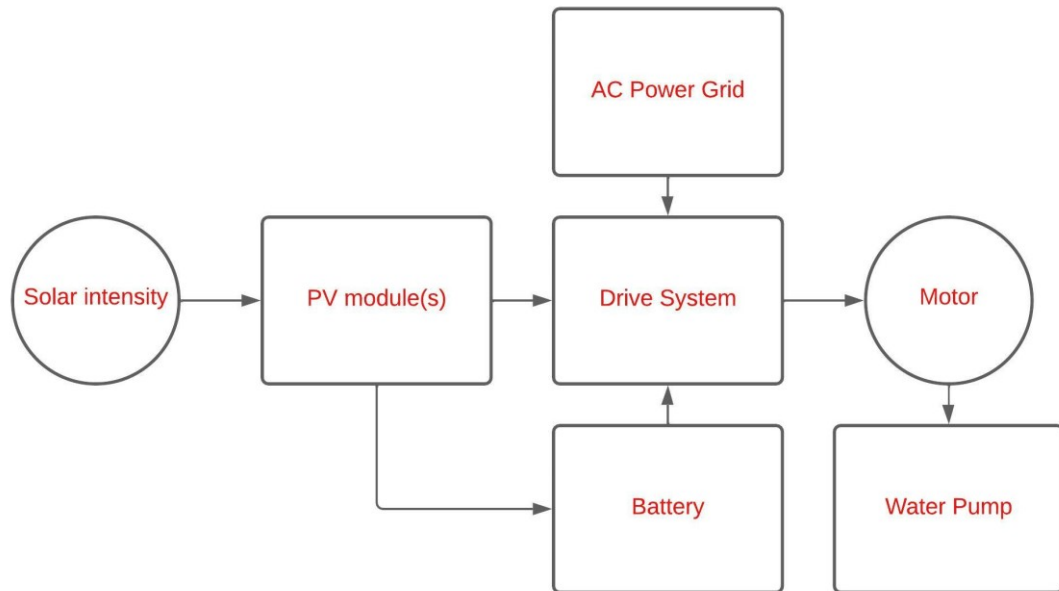 AC Power Grid
Solar intensity
PV module(s)
Drive System
Motor
Battery
Water Pump